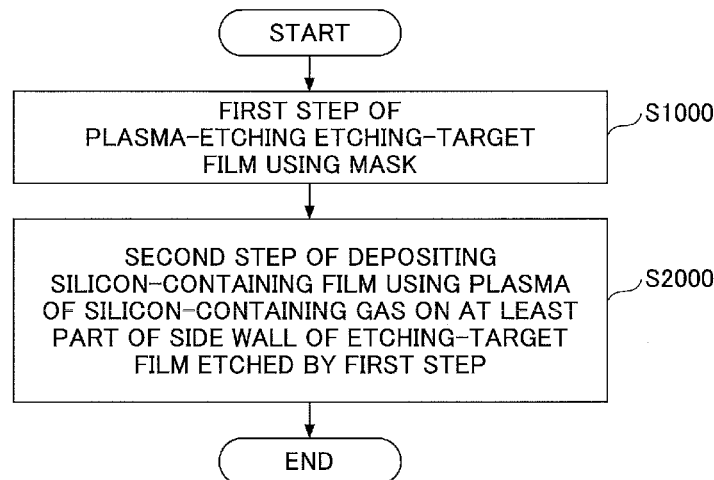 START
FIRST STEP OF
PLASMA-ETCHING ETCHING-TARGET
FILM USING MASK
S1000
SECOND STEP OF DEPOSITING
SILICON-CONTAINING FILM USING PLASMA
OF SILICON-CONTAINING GAS ON AT LEAST
PART OF SIDE WALL OF ETCHING-TARGET
FILM ETCHED BY FIRST STEP
S2000
END